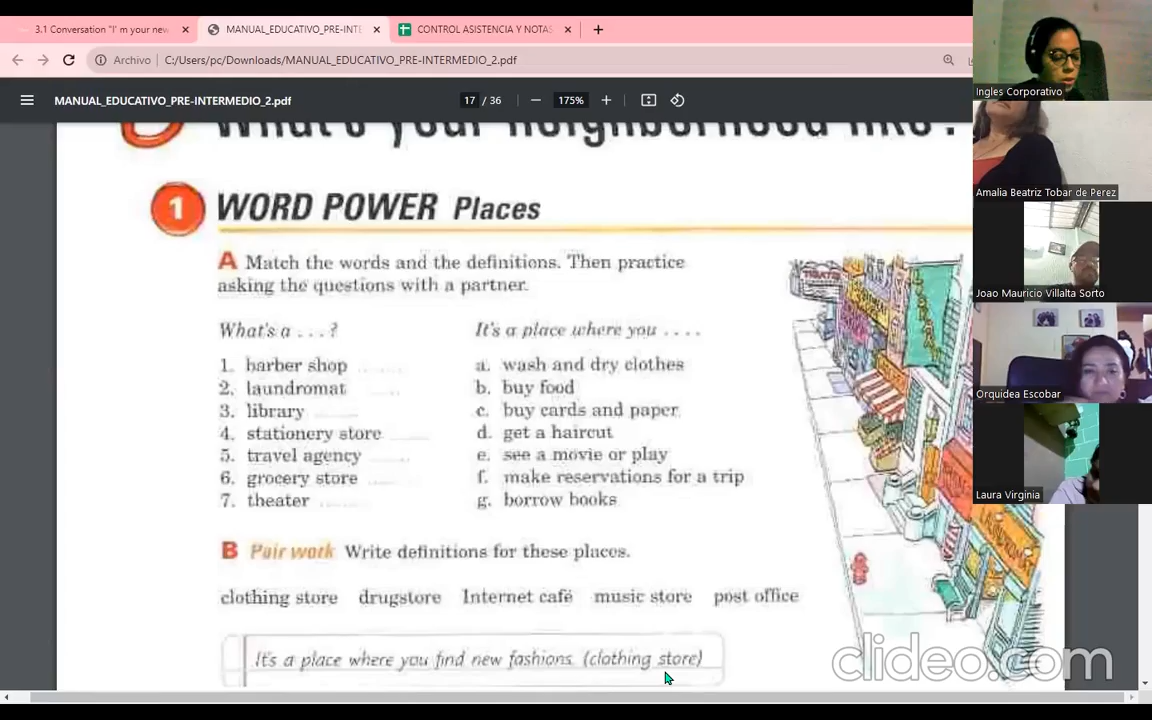 3.1 Conversation "I' m your new
MANUAL_EDUCATIVO_PRE-INTE
CONTROL ASISTENCIA Y NOTAS
Archivo
C:/Users/pc/Downloads/MANUAL_EDUCATIVO_PRE-INTERMEDIO_2.pdf
MANUAL_EDUCATIVO_PRE-INTERMEDIO_2.pdf
17 / 36
175%
What's your neighborhood like?
1 WORD POWER Places
A Match the words and the definitions. Then practice
asking the questions with a partner.
What's a . . . ?
It's a place where you . . . .
1. barber shop ........
a. wash and dry clothes
2. laundromat ........
b. buy food
3. library ........
c. buy cards and paper
4. stationery store ........
d. get a haircut
5. travel agency ........
e. see a movie or play
6. grocery store ........
f. make reservations for a trip
7. theater ........
g. borrow books
B Pair work Write definitions for these places.
clothing store drugstore Internet café music store post office
It's a place where you find new fashions. (clothing store)
Ingles Corporativo
Amalia Beatriz Tobar de Perez
Joao Mauricio Villalta Sorto
Orquidea Escobar
Laura Virginia
clideo.com